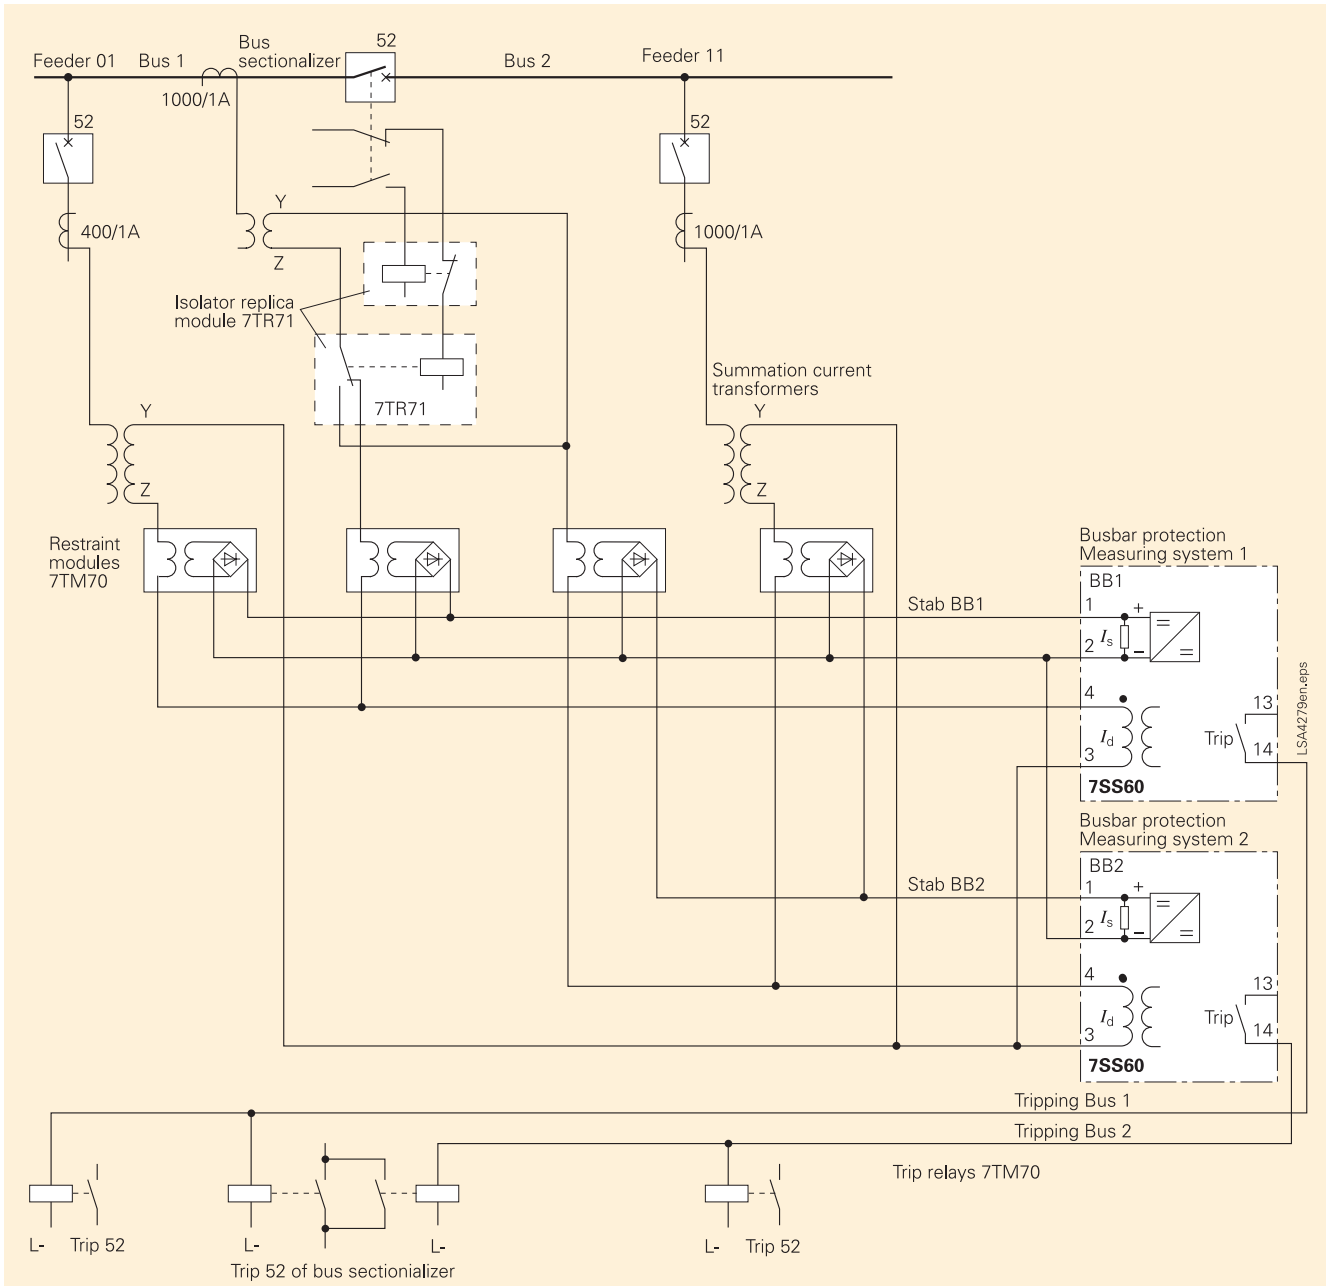 52
Bus
sectionalizer
Feeder 01
Bus 1
Bus 2
Feeder 11
1000/1A
52
52
400/1A
Y
Z
1000/1A
Isolator replica
module 7TR71
7TR71
Summation current
transformers
Y
Z
Y
Z
Restraint
modules
7TM70
Busbar protection
Measuring system 1
BB1
Stab BB1
1
2
Is
+
–
4
3
Id
Trip
13
14
7SS60
LSA4279en.eps
Busbar protection
Measuring system 2
BB2
Stab BB2
1
2
Is
+
–
4
3
Id
Trip
13
14
7SS60
Tripping Bus 1
Tripping Bus 2
Trip relays 7TM70
L-
Trip 52
L-
L-
L-
Trip 52
Trip 52 of bus sectionializer